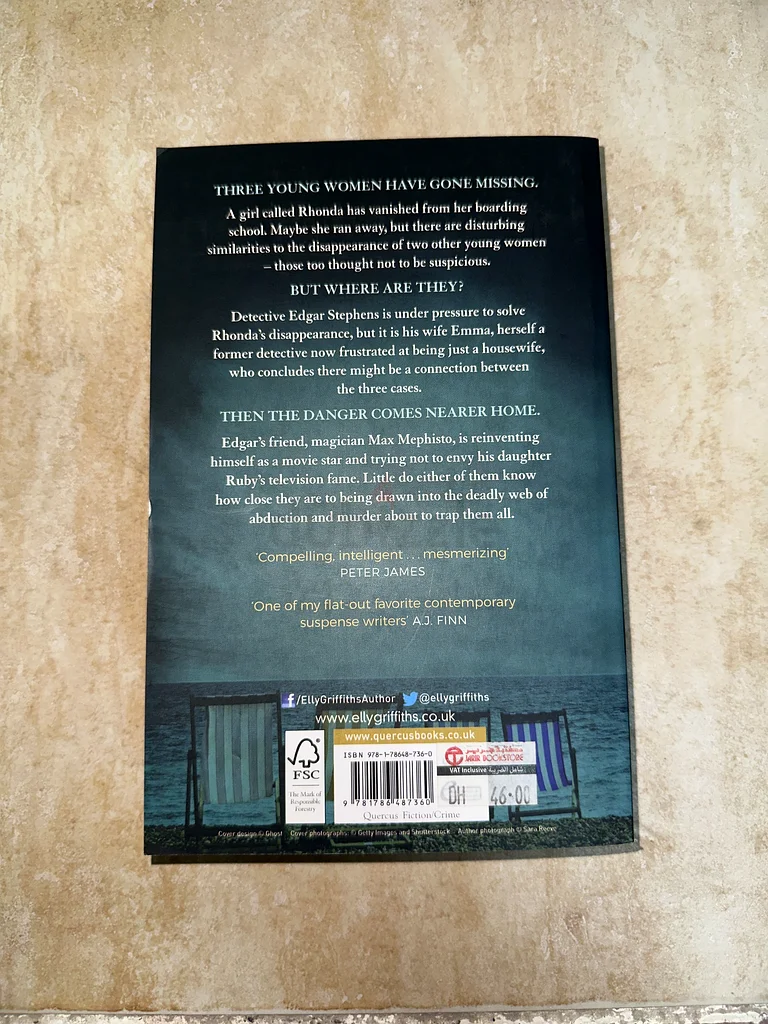 THREE YOUNG WOMEN HAVE GONE MISSING.
A girl called Rhonda has vanished from her boarding
school. Maybe she ran away, but there are disturbing
similarities to the disappearance of two other young women
– those too thought not to be suspicious.
BUT WHERE ARE THEY?
Detective Edgar Stephens is under pressure to solve
Rhonda's disappearance, but it is his wife Emma, herself a
former detective now frustrated at being just a housewife,
who concludes there might be a connection between
the three cases.
THEN THE DANGER COMES NEARER HOME.
Edgar's friend, magician Max Mephisto, is reinventing
himself as a movie star and trying not to envy his daughter
Ruby's television fame. Little do either of them know
how close they are to being drawn into the deadly web of
abduction and murder about to trap them all.
'Compelling, intelligent . . . mesmerizing'
PETER JAMES
'One of my flat-out favorite contemporary
suspense writers' A.J. FINN
/EllyGriffithsAuthor @ellygriffiths
www.ellygriffiths.co.uk
www.quercusbooks.co.uk
FSC
The Mark of
Responsible
Forestry
ISBN 978-1-78648-736-0
9 781786 487360
Quercus Fiction/Crime
JARIR BOOKSTORE
VAT Inclusive شامل الضريبة
DH 46.00
Cover design © Ghost Cover photographs: © Getty Images and Shutterstock Author photograph © Sara Reeve